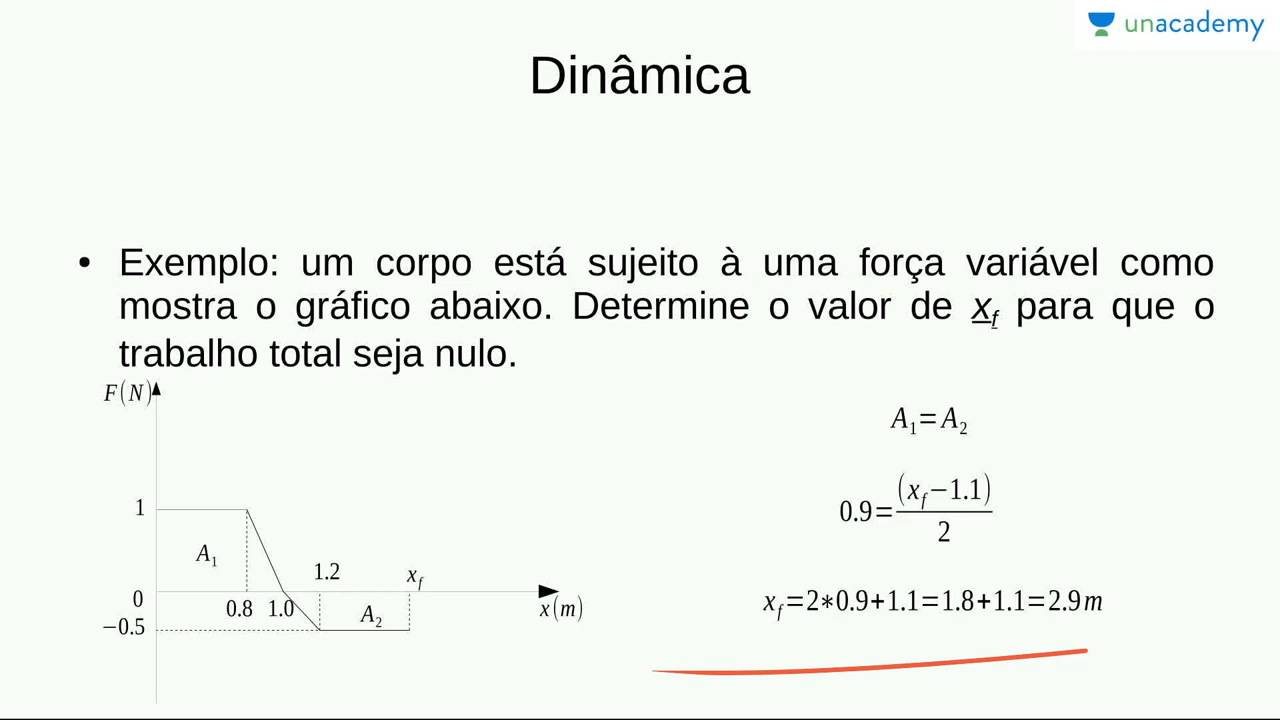 unacademy
Dinâmica
• Exemplo: um corpo está sujeito à uma força variável como
mostra o gráfico abaixo. Determine o valor de x_f para que o
trabalho total seja nulo.
F(N)
1
A₁
0
−0.5
0.8
1.0
1.2
x_f
A₂
x(m)
A₁=A₂
0.9=(x_f−1.1)/2
x_f=2∗0.9+1.1=1.8+1.1=2.9m